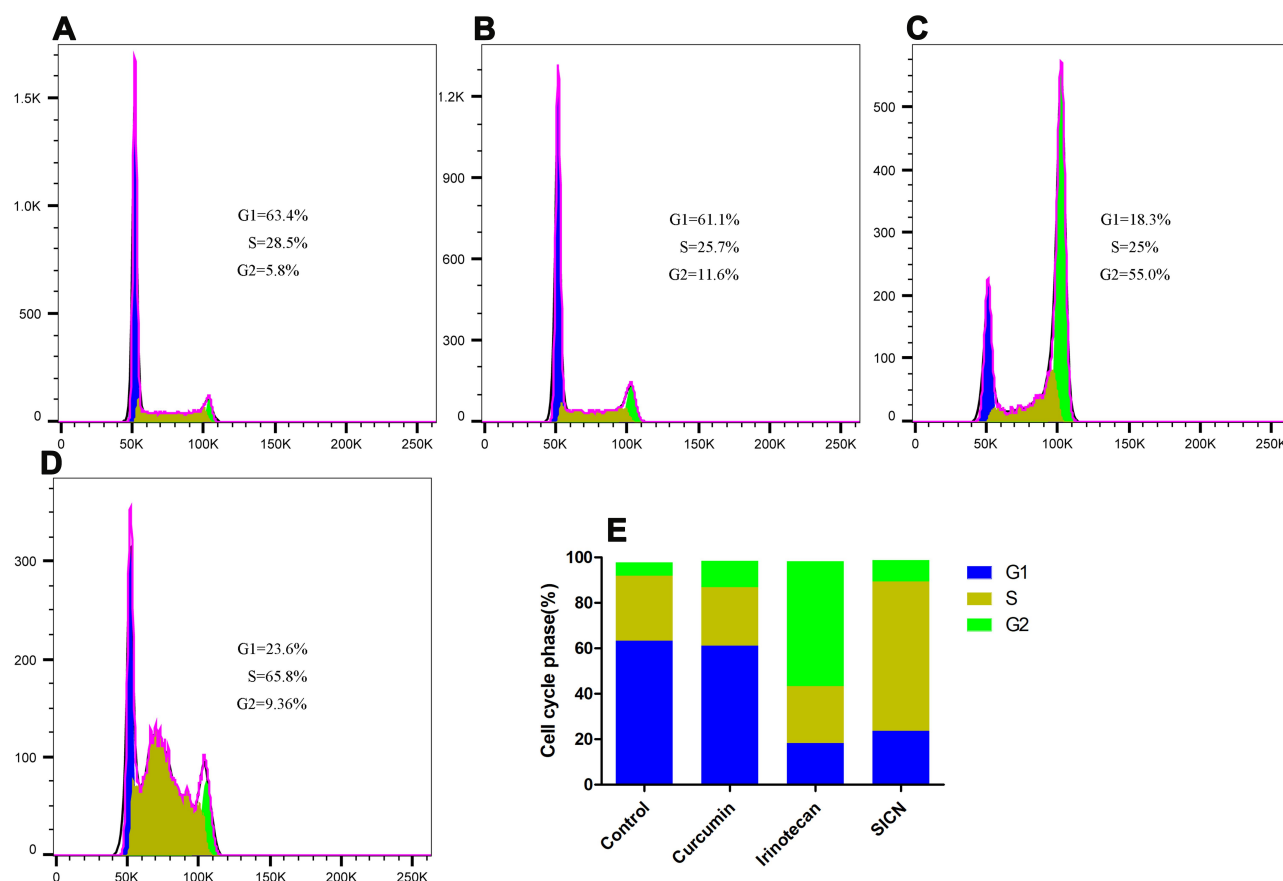 A
1.5K
1.0K
500
0
G1=63.4%
S=28.5%
G2=5.8%
0 50K 100K 150K 200K 250K
B
1.2K
900
600
300
0
G1=61.1%
S=25.7%
G2=11.6%
0 50K 100K 150K 200K 250K
C
500
400
300
200
100
0
G1=18.3%
S=25%
G2=55.0%
0 50K 100K 150K 200K 250K
D
300
200
100
0
G1=23.6%
S=65.8%
G2=9.36%
0 50K 100K 150K 200K 250K
E
Cell cycle phase(%)
100
80
60
40
20
0
Control
Curcumin
Irinotecan
SICN
G1
S
G2